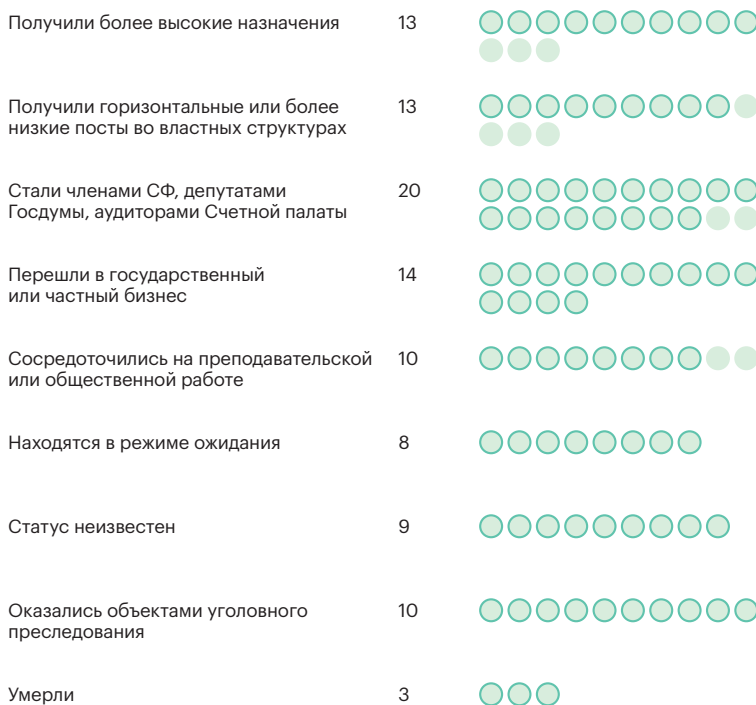 Получили более высокие назначения 13
Получили горизонтальные или более 13
низкие посты во властных структурах
Стали членами СФ, депутатами 20
Госдумы, аудиторами Счетной палаты
Перешли в государственный 14
или частный бизнес
Сосредоточились на преподавательской 10
или общественной работе
Находятся в режиме ожидания 8
Статус неизвестен 9
Оказались объектами уголовного 10
преследования
Умерли 3